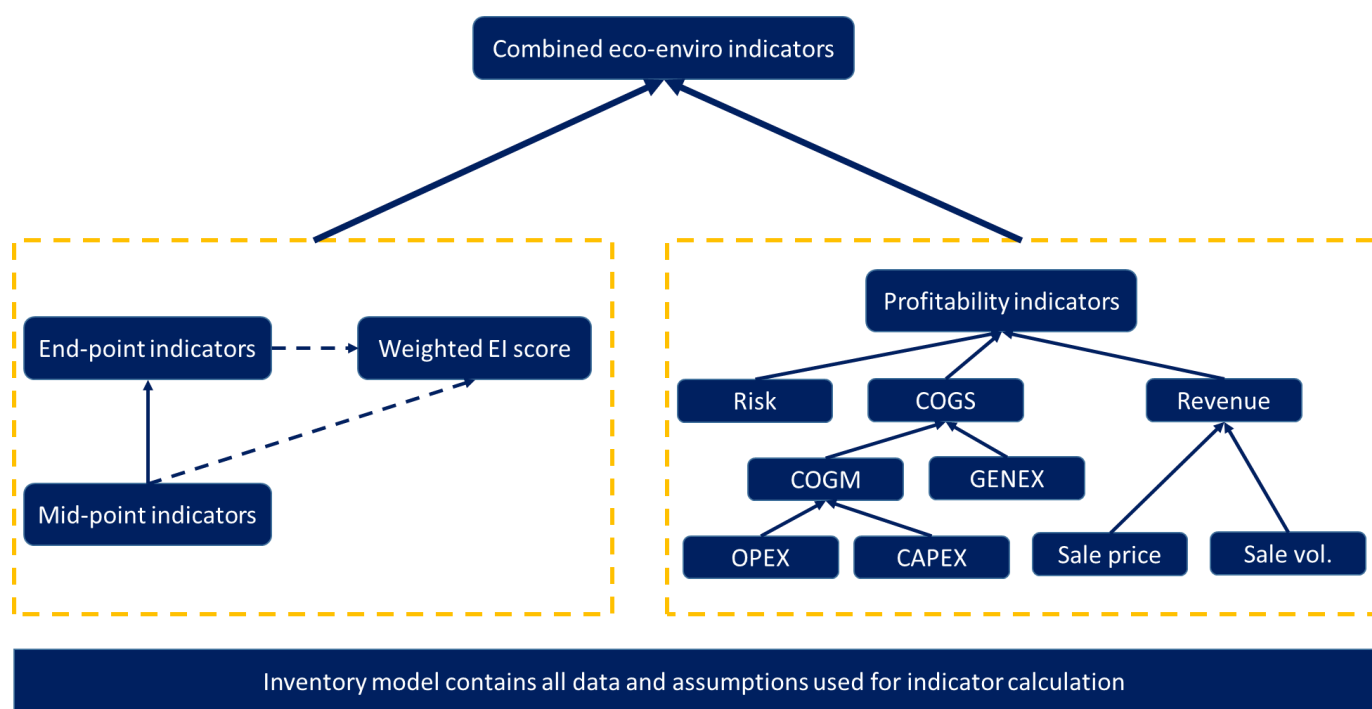 Combined eco-enviro indicators
End-point indicators
Weighted EI score
Mid-point indicators
Profitability indicators
Risk
COGS
Revenue
COGM
GENEX
OPEX
CAPEX
Sale price
Sale vol.
Inventory model contains all data and assumptions used for indicator calculation